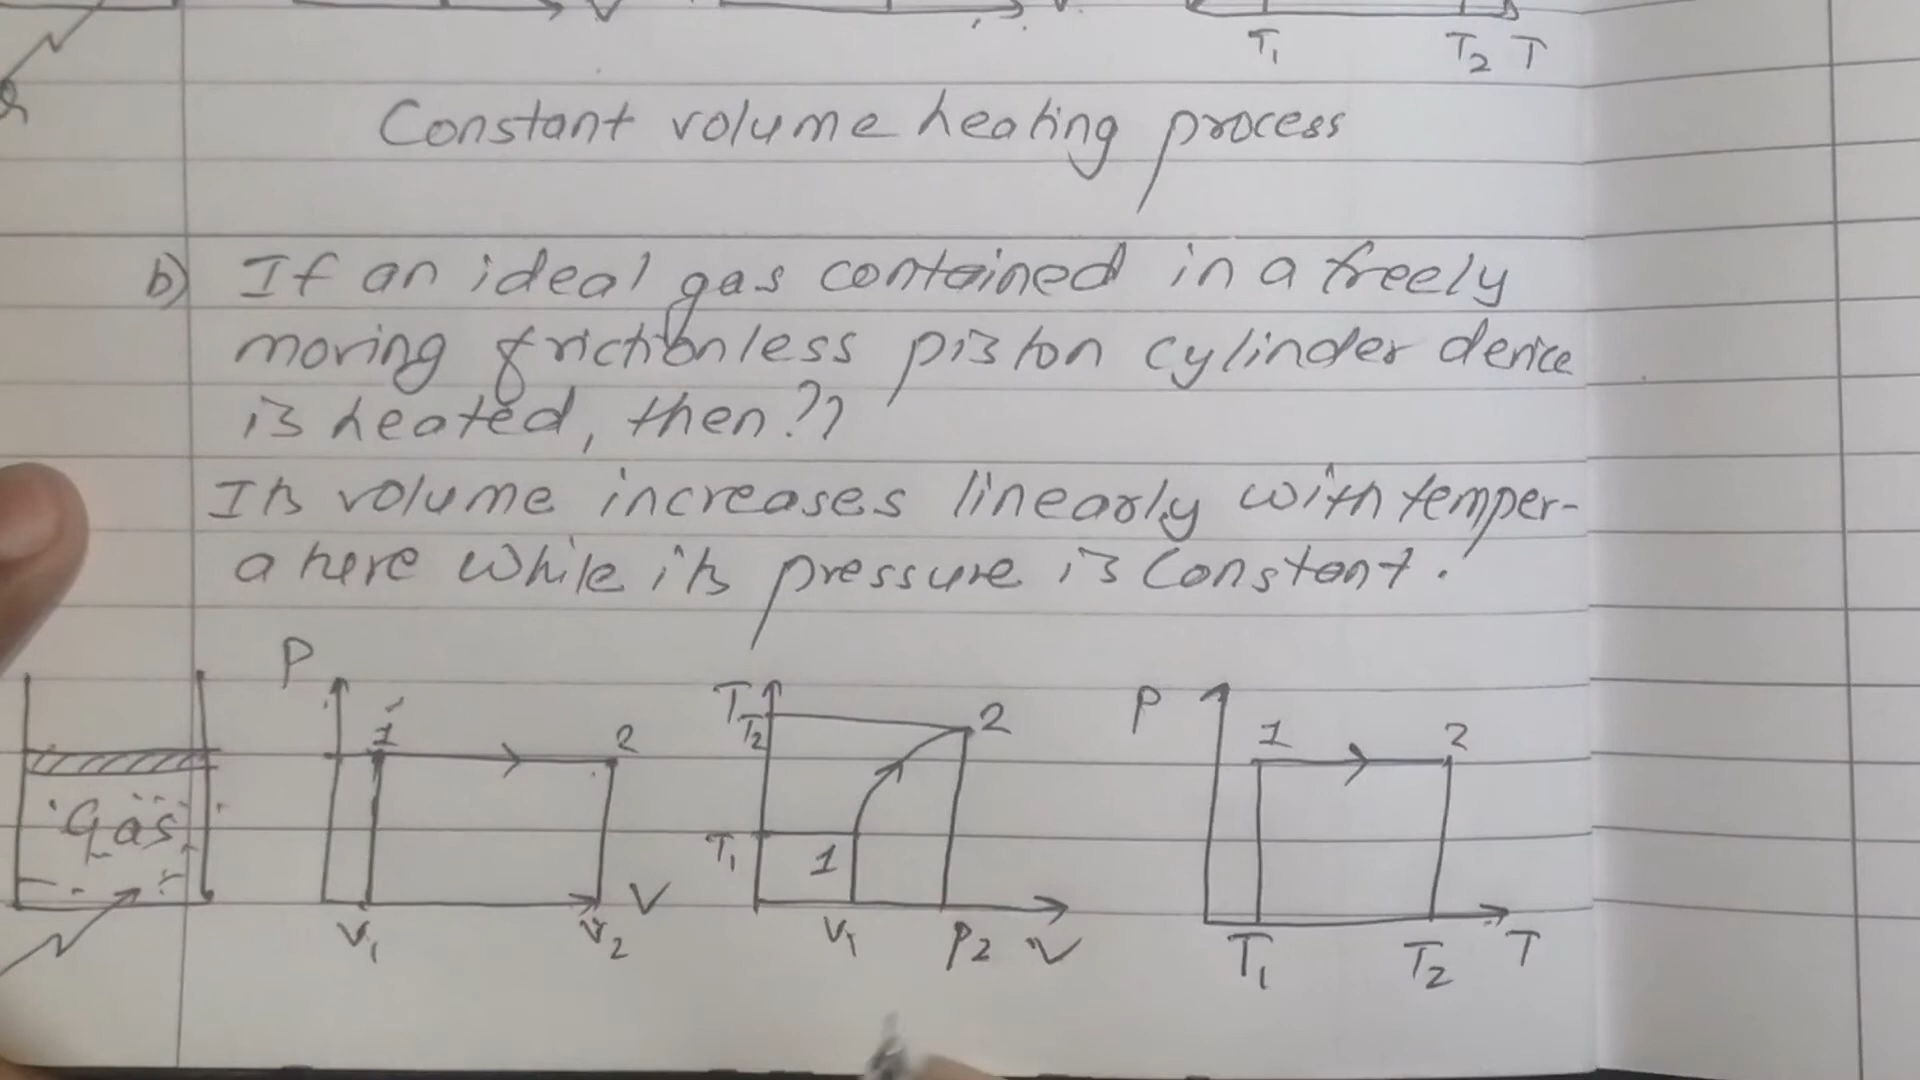 V
T₁ T₂ T
Constant volume heating process
b) If an ideal gas contained in a freely
moving frictionless piston cylinder device
is heated, then??
Its volume increases linearly with temper-
ature while its pressure is constant.
P 1 2 V V₁ V₂
T T₂ 2 T₁ 1 V₁ P2 V
P 1 2 T₁ T₂ T
Gas